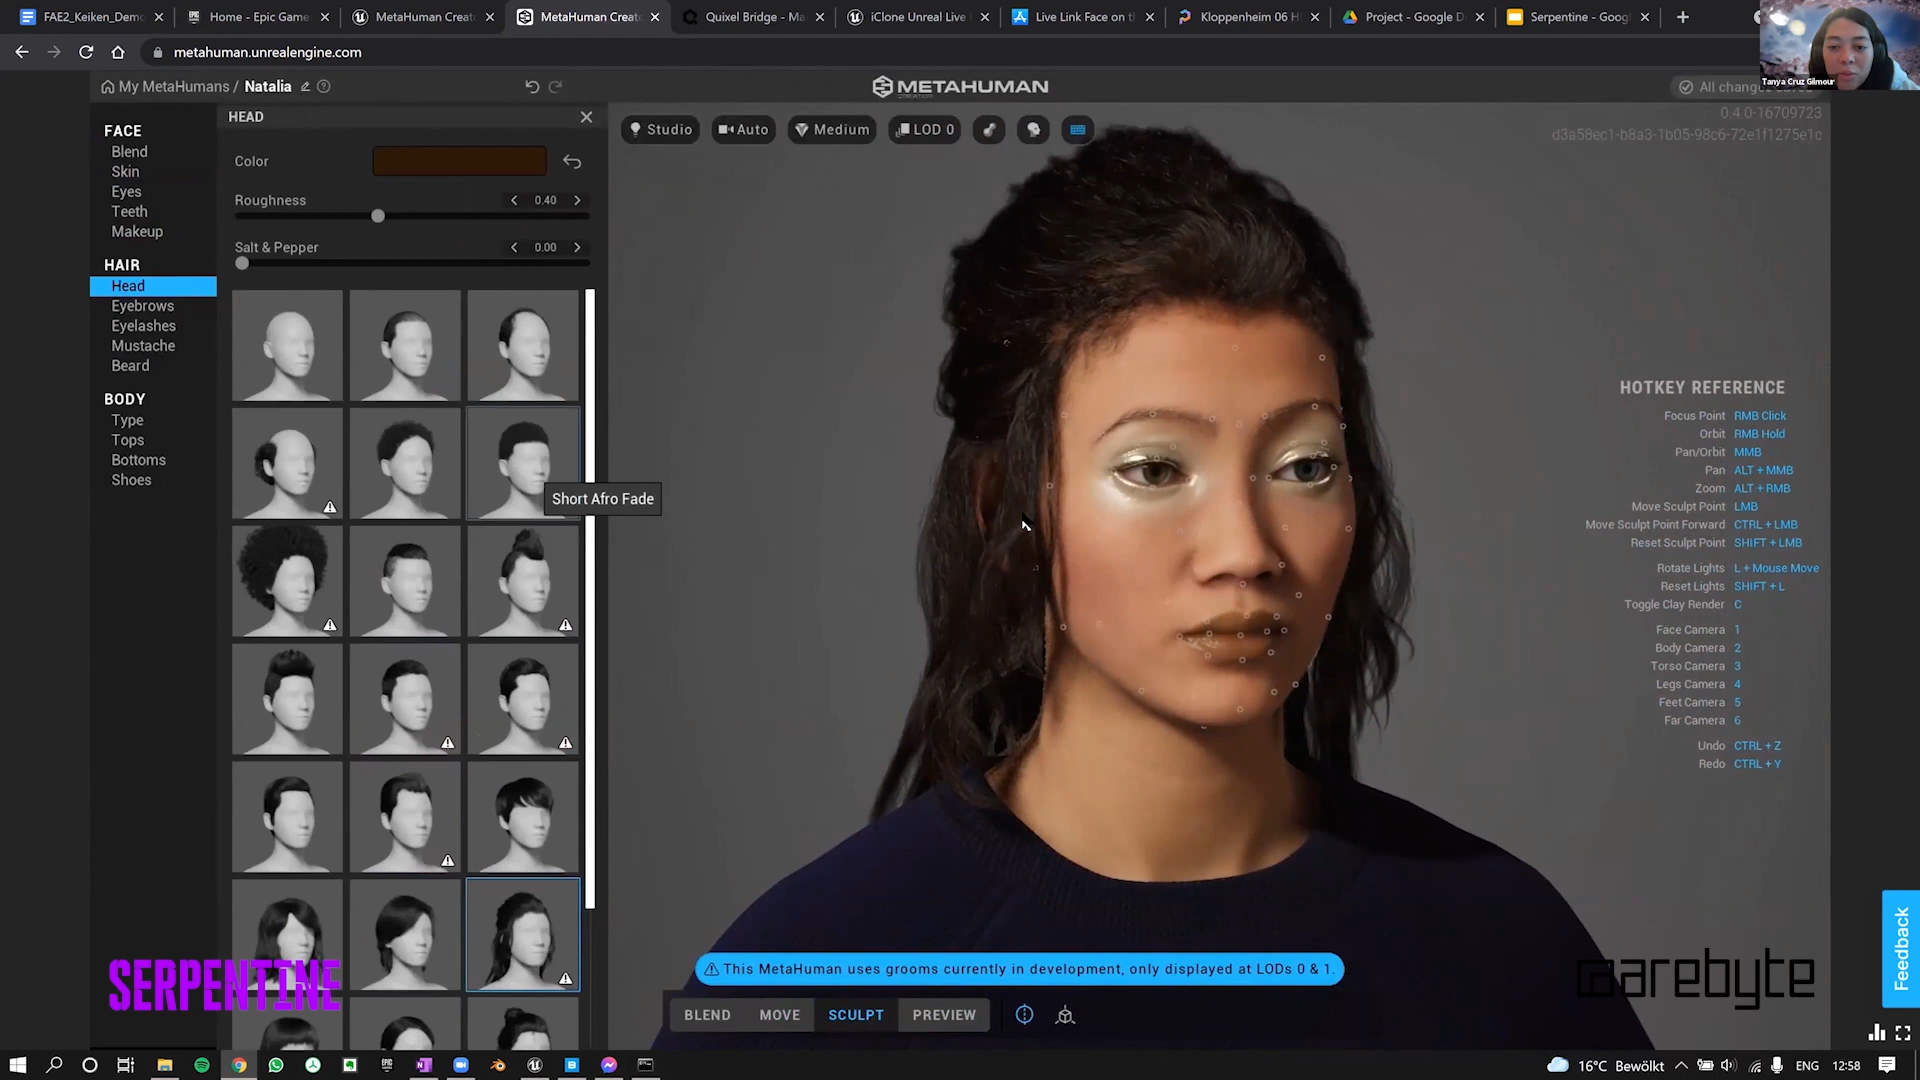 FAE2_Keiken_Demo
Home - Epic Game
MetaHuman Creato
MetaHuman Creato
Quixel Bridge - Ma
iClone Unreal Live
Live Link Face on th
Kloppenheim 06 H
Project - Google D
Serpentine - Googl
metahuman.unrealengine.com
Tanya Cruz Gilmour
My MetaHumans / Natalia
METAHUMAN
CREATOR
All changes saved
0.4.0-16709723
d3a58ec1-b8a3-1b05-98c6-72e1f1275e1c
FACE
Blend
Skin
Eyes
Teeth
Makeup
HAIR
Head
Eyebrows
Eyelashes
Mustache
Beard
BODY
Type
Tops
Bottoms
Shoes
HEAD
Color
Roughness
0.40
Salt & Pepper
0.00
Short Afro Fade
Studio
Auto
Medium
LOD 0
HOTKEY REFERENCE
Focus Point RMB Click
Orbit RMB Hold
Pan/Orbit MMB
Pan ALT + MMB
Zoom ALT + RMB
Move Sculpt Point LMB
Move Sculpt Point Forward CTRL + LMB
Reset Sculpt Point SHIFT + LMB
Rotate Lights L + Mouse Move
Reset Lights SHIFT + L
Toggle Clay Render C
Face Camera 1
Body Camera 2
Torso Camera 3
Legs Camera 4
Feet Camera 5
Far Camera 6
Undo CTRL + Z
Redo CTRL + Y
Feedback
This MetaHuman uses grooms currently in development, only displayed at LODs 0 & 1.
BLEND
MOVE
SCULPT
PREVIEW
SERPENTINE
arebyte
16°C Bewölkt
ENG
12:58